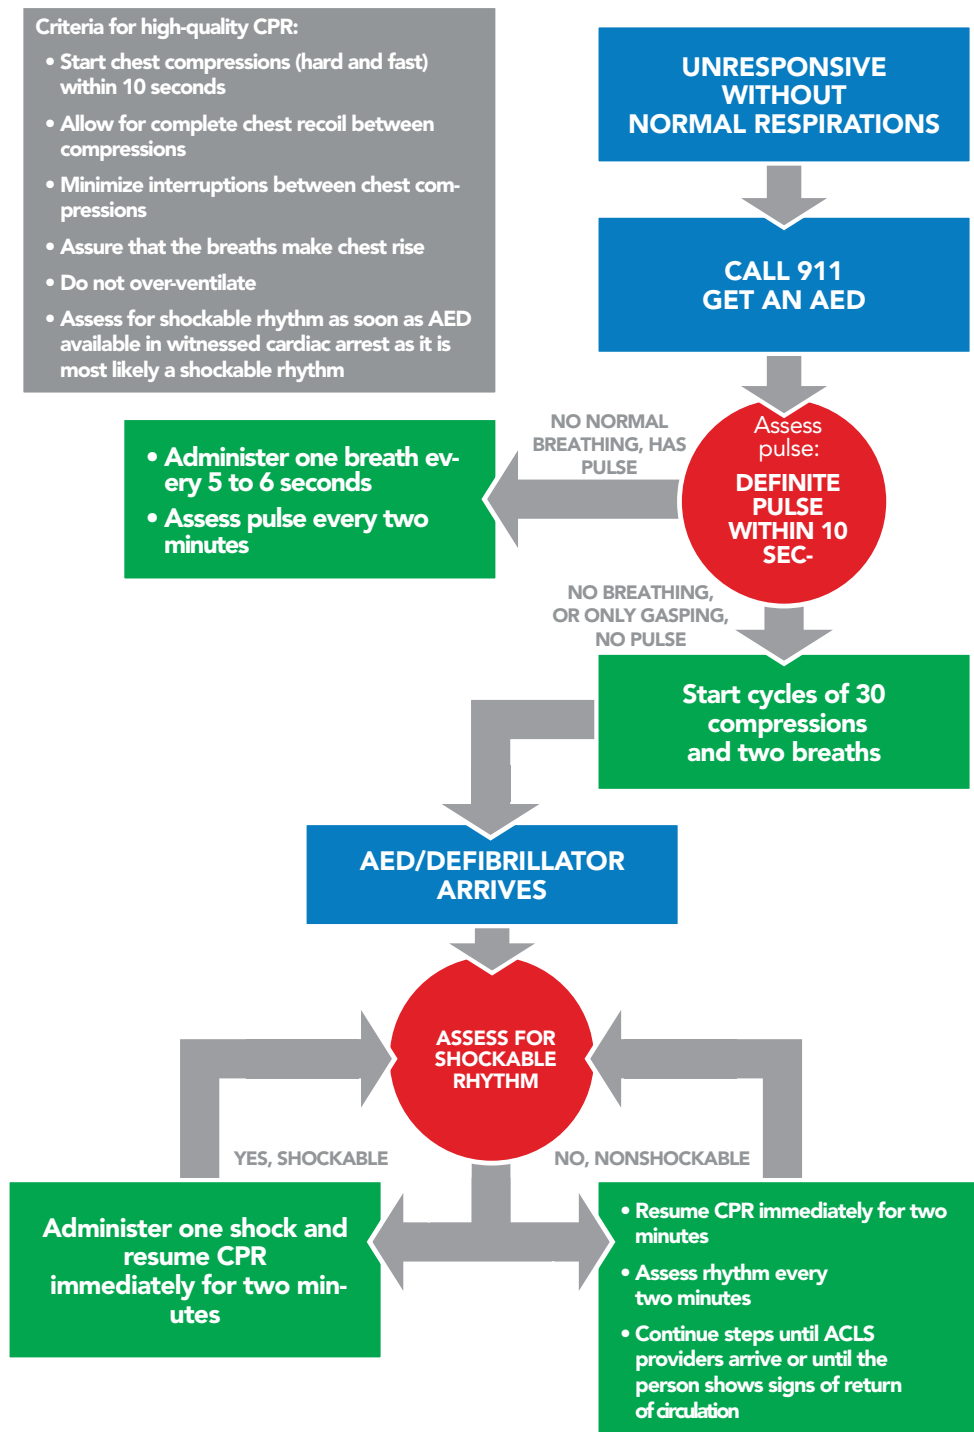 Criteria for high-quality CPR:
• Start chest compressions (hard and fast)
within 10 seconds
• Allow for complete chest recoil between
compressions
• Minimize interruptions between chest com-
pressions
• Assure that the breaths make chest rise
• Do not over-ventilate
• Assess for shockable rhythm as soon as AED
available in witnessed cardiac arrest as it is
most likely a shockable rhythm
UNRESPONSIVE
WITHOUT
NORMAL RESPIRATIONS
CALL 911
GET AN AED
Assess
pulse:
DEFINITE
PULSE
WITHIN 10
SEC-
NO NORMAL
BREATHING, HAS
PULSE
• Administer one breath ev-
ery 5 to 6 seconds
• Assess pulse every two
minutes
NO BREATHING,
OR ONLY GASPING,
NO PULSE
Start cycles of 30
compressions
and two breaths
AED/DEFIBRILLATOR
ARRIVES
ASSESS FOR
SHOCKABLE
RHYTHM
YES, SHOCKABLE
NO, NONSHOCKABLE
Administer one shock and
resume CPR
immediately for two min-
utes
• Resume CPR immediately for two
minutes
• Assess rhythm every
two minutes
• Continue steps until ACLS
providers arrive or until the
person shows signs of return
of circulation